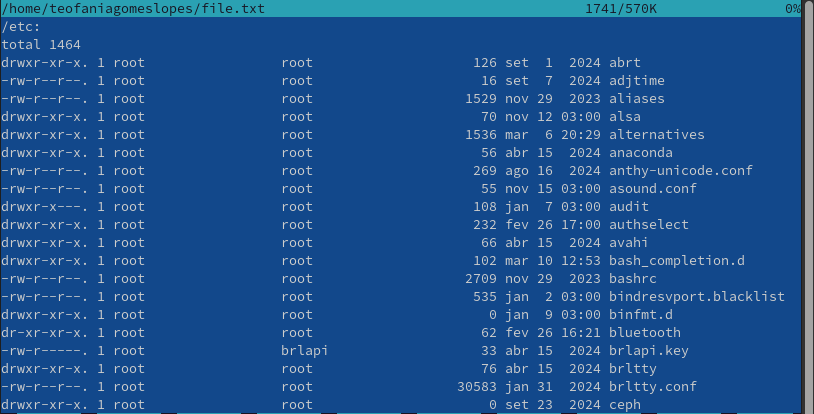 /home/teofaniagomeslopes/file.txt 1741/570K 0%
/etc:
total 1464
drwxr-xr-x. 1 root root 126 set 1 2024 abrt
-rw-r--r--. 1 root root 16 set 7 2024 adjtime
-rw-r--r--. 1 root root 1529 nov 29 2023 aliases
drwxr-xr-x. 1 root root 70 nov 12 03:00 alsa
drwxr-xr-x. 1 root root 1536 mar 6 20:29 alternatives
drwxr-xr-x. 1 root root 56 abr 15 2024 anaconda
-rw-r--r--. 1 root root 269 ago 16 2024 anthy-unicode.conf
-rw-r--r--. 1 root root 55 nov 15 03:00 asound.conf
drwxr-x---. 1 root root 108 jan 7 03:00 audit
drwxr-xr-x. 1 root root 232 fev 26 17:00 authselect
drwxr-xr-x. 1 root root 66 abr 15 2024 avahi
drwxr-xr-x. 1 root root 102 mar 10 12:53 bash_completion.d
-rw-r--r--. 1 root root 2709 nov 29 2023 bashrc
-rw-r--r--. 1 root root 535 jan 2 03:00 bindresvport.blacklist
drwxr-xr-x. 1 root root 0 jan 9 03:00 binfmt.d
dr-xr-xr-x. 1 root root 62 fev 26 16:21 bluetooth
-rw-r-----. 1 root brlapi 33 abr 15 2024 brlapi.key
drwxr-xr-x. 1 root root 76 abr 15 2024 brltty
-rw-r--r--. 1 root root 30583 jan 31 2024 brltty.conf
drwxr-xr-x. 1 root root 0 set 23 2024 ceph